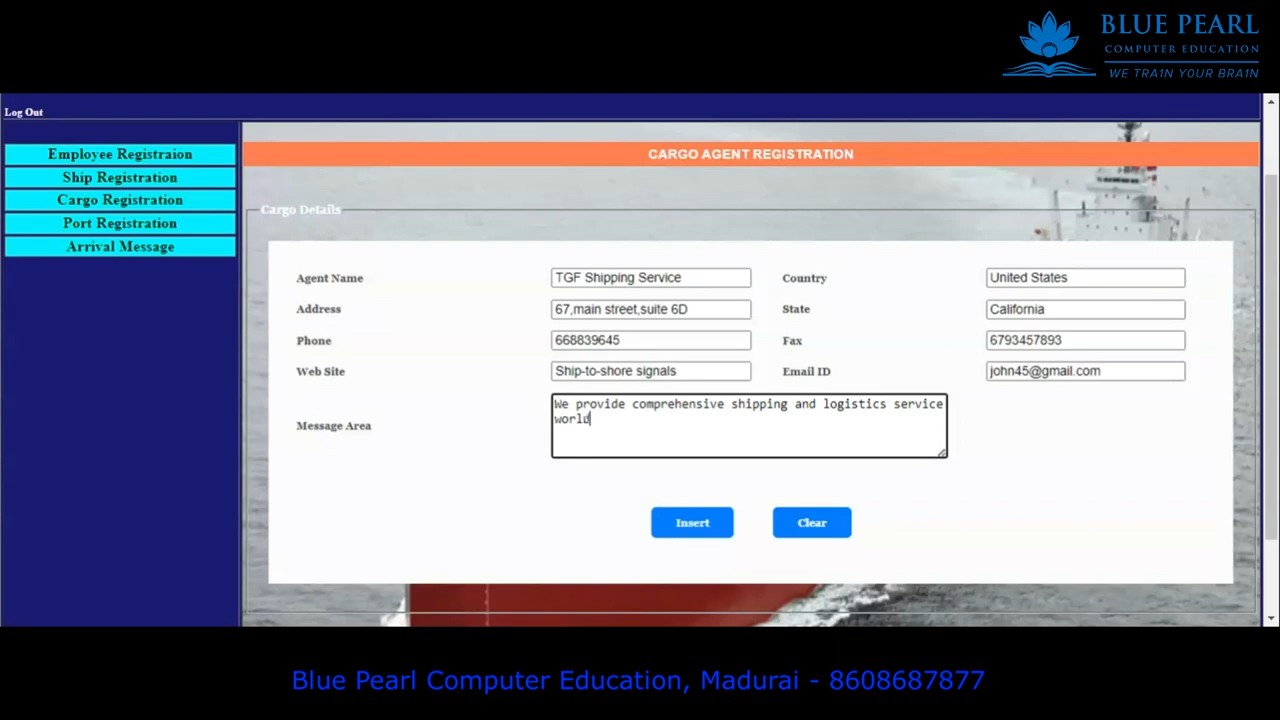 BLUE PEARL
COMPUTER EDUCATION
WE TRA1N YOUR BRA1N
Log Out
Employee Registraion
Ship Registration
Cargo Registration
Port Registration
Arrival Message
CARGO AGENT REGISTRATION
Cargo Details
Agent Name TGF Shipping Service Country United States
Address 67,main street,suite 6D State California
Phone 668839645 Fax 6793457893
Web Site Ship-to-shore signals Email ID john45@gmail.com
Message Area We provide comprehensive shipping and logistics service
world
Insert Clear
Blue Pearl Computer Education, Madurai - 8608687877